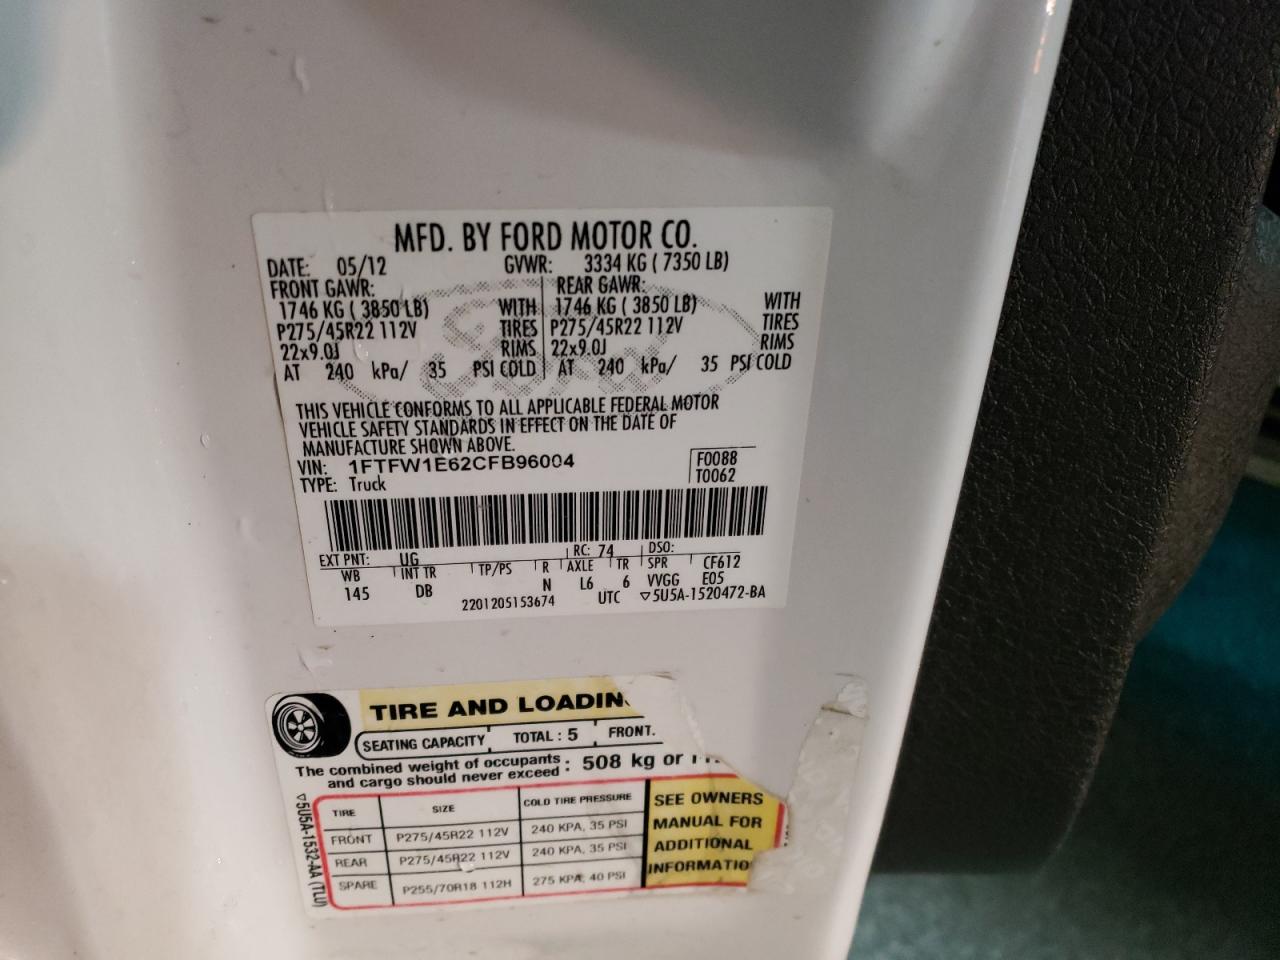 MFD. BY FORD MOTOR CO.
DATE: 05/12 GVWR: 3334 KG ( 7350 LB)
FRONT GAWR: REAR GAWR:
1746 KG ( 3850 LB) WITH 1746 KG ( 3850 LB) WITH
P275/45R22 112V TIRES P275/45R22 112V TIRES
22x9.0J RIMS 22x9.0J RIMS
AT 240 kPa/ 35 PSI COLD AT 240 kPa/ 35 PSI COLD
Ford
THIS VEHICLE CONFORMS TO ALL APPLICABLE FEDERAL MOTOR
VEHICLE SAFETY STANDARDS IN EFFECT ON THE DATE OF
MANUFACTURE SHOWN ABOVE.
VIN: 1FTFW1E62CFB96004 F0088
TYPE: Truck T0062
EXT PNT: UG RC: 74 DSO:
WB INT TR TP/PS R AXLE TR SPR CF612
145 DB N L6 6 VVGG E05
2201205153674 UTC ▽5U5A-1520472-BA
TIRE AND LOADIN
SEATING CAPACITY TOTAL : 5 FRONT.
The combined weight of occupants
and cargo should never exceed : 508 kg or
▽5U5A-1532-AA (TLU)
TIRE SIZE COLD TIRE PRESSURE
FRONT P275/45R22 112V 240 KPA, 35 PSI
REAR P275/45R22 112V 240 KPA, 35 PSI
SPARE P255/70R18 112H 275 KPA, 40 PSI
SEE OWNERS
MANUAL FOR
ADDITIONAL
INFORMATIO